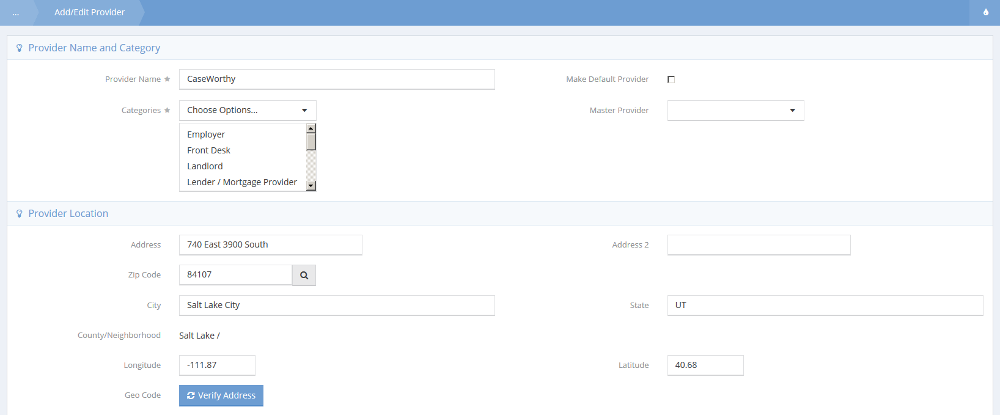 ... Add/Edit Provider
Provider Name and Category
Provider Name CaseWorthy Make Default Provider
Categories Choose Options... Master Provider
Employer
Front Desk
Landlord
Lender / Mortgage Provider
Provider Location
Address 740 East 3900 South Address 2
Zip Code 84107
City Salt Lake City State UT
County/Neighborhood Salt Lake /
Longitude -111.87 Latitude 40.68
Geo Code Verify Address